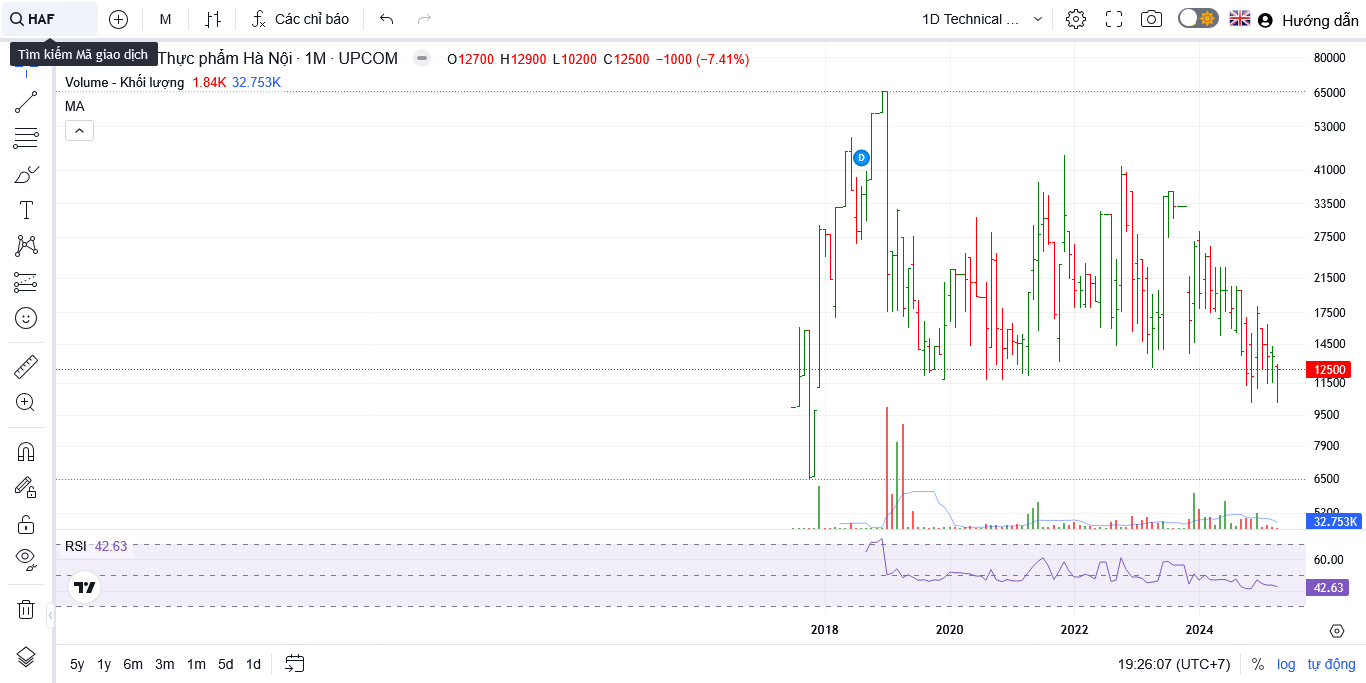 HAF
M
Các chỉ báo
1D Technical ...
Hướng dẫn
Tìm kiếm Mã giao dịch
Thực phẩm Hà Nội · 1M · UPCOM
O12700 H12900 L10200 C12500 −1000 (−7.41%)
Volume - Khối lượng 1.84K 32.753K
MA
D
80000
65000
53000
41000
33500
27500
21500
17500
14500
12500
11500
9500
7900
6500
5200
32.753K
RSI 42.63
60.00
42.63
2018 2020 2022 2024
5y 1y 6m 3m 1m 5d 1d
19:26:07 (UTC+7) % log tự động